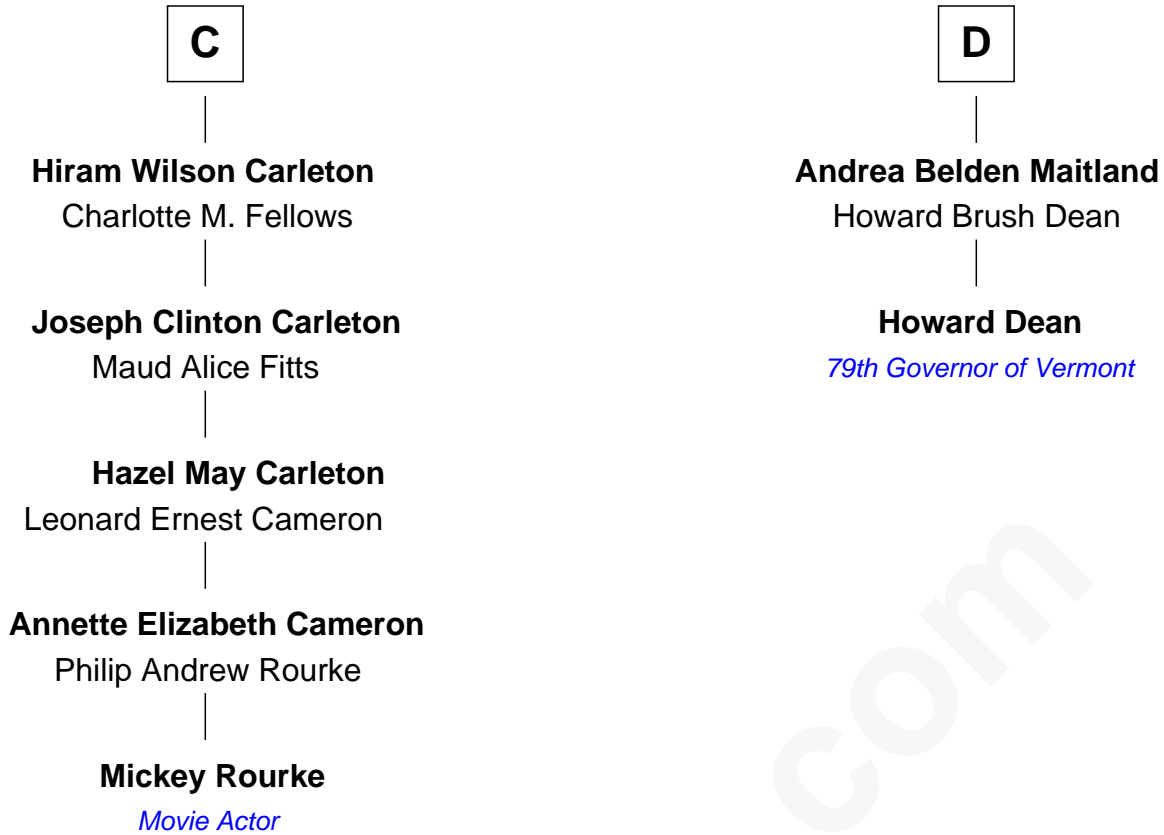 C
Hiram Wilson Carleton
Charlotte M. Fellows
Joseph Clinton Carleton
Maud Alice Fitts
Hazel May Carleton
Leonard Ernest Cameron
Annette Elizabeth Cameron
Philip Andrew Rourke
Mickey Rourke
Movie Actor
D
Andrea Belden Maitland
Howard Brush Dean
Howard Dean
79th Governor of Vermont
com